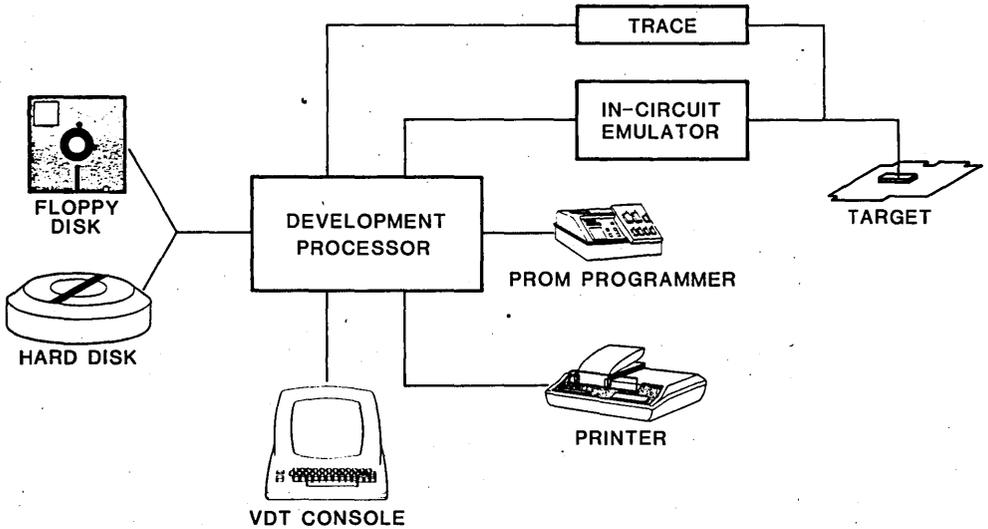 TRACE
IN-CIRCUIT
EMULATOR
FLOPPY
DISK
DEVELOPMENT
PROCESSOR
TARGET
PROM PROGRAMMER
HARD DISK
PRINTER
VDT CONSOLE